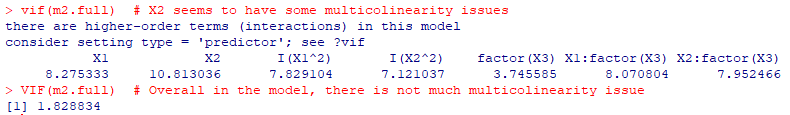 > vif(m2.full)  # X2 seems to have some multicolinearity issues
there are higher-order terms (interactions) in this model
consider setting type = 'predictor'; see ?vif
X1 X2 I(X1^2) I(X2^2) factor(X3) X1:factor(X3) X2:factor(X3)
8.275333 10.813036 7.829104 7.121037 3.745585 8.070804 7.952466
> VIF(m2.full)  # Overall in the model, there is not much multicolinearity issue
[1] 1.828834